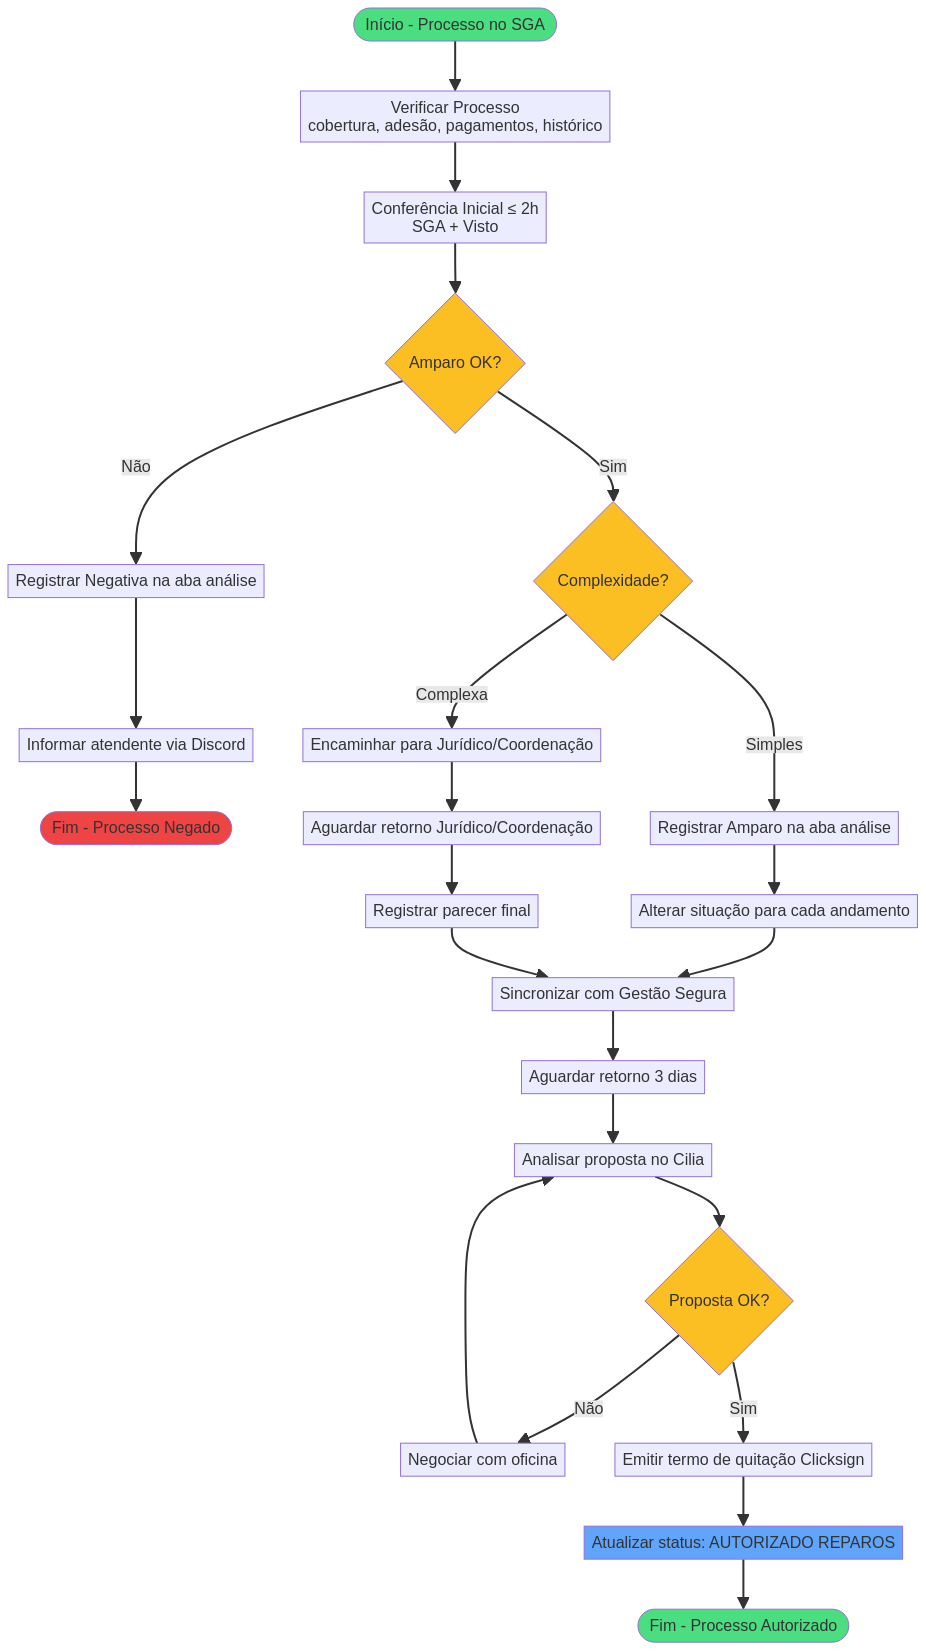 Início - Processo no SGA
Verificar Processo
cobertura, adesão, pagamentos, histórico
Conferência Inicial ≤ 2h
SGA + Visto
Amparo OK?
Não
Sim
Registrar Negativa na aba análise
Complexidade?
Complexa
Simples
Informar atendente via Discord
Encaminhar para Jurídico/Coordenação
Fim - Processo Negado
Aguardar retorno Jurídico/Coordenação
Registrar Amparo na aba análise
Registrar parecer final
Alterar situação para cada andamento
Sincronizar com Gestão Segura
Aguardar retorno 3 dias
Analisar proposta no Cilia
Proposta OK?
Não
Sim
Negociar com oficina
Emitir termo de quitação Clicksign
Atualizar status: AUTORIZADO REPAROS
Fim - Processo Autorizado